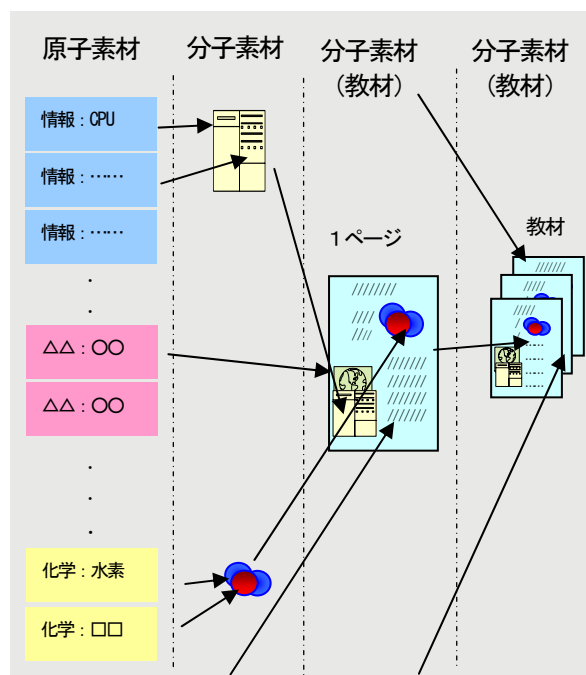 原子素材
分子素材
分子素材
（教材）
分子素材
（教材）
情報：CPU
情報：……
情報：……
・
・
△△：〇〇
△△：〇〇
・
・
・
化学：水素
化学：□□
１ページ
教材